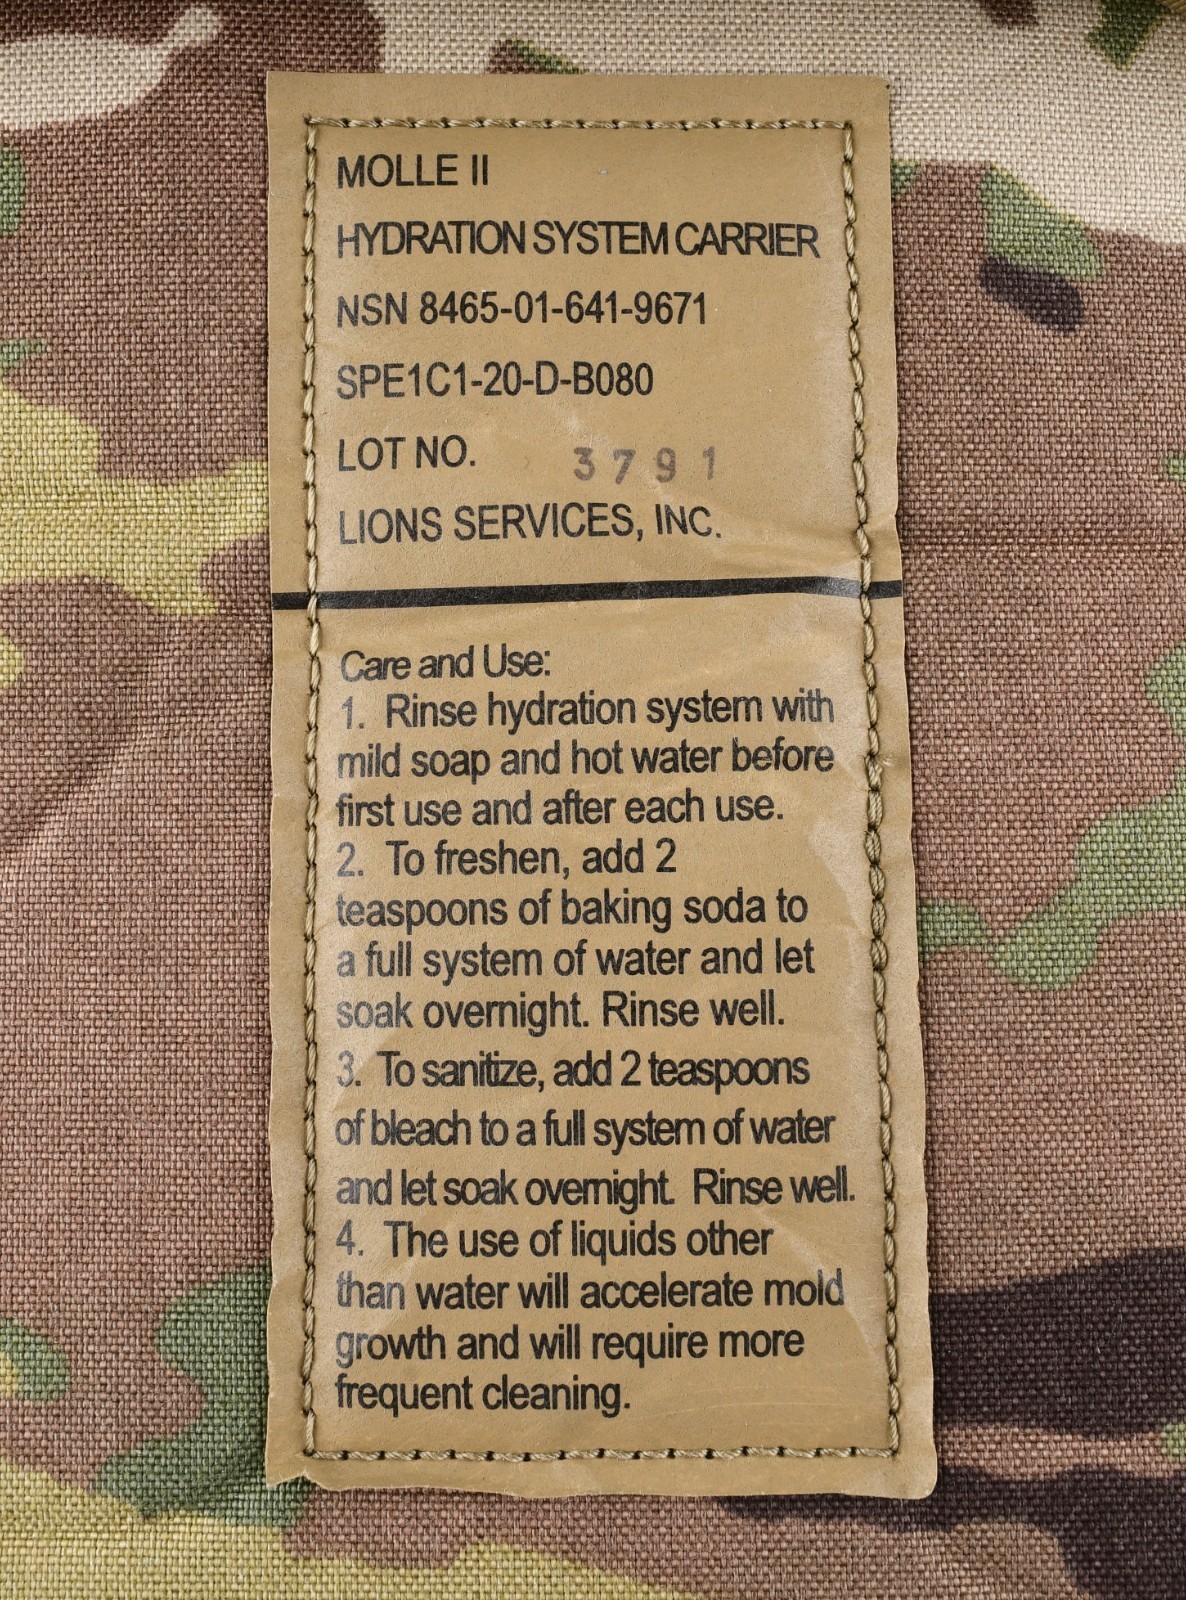 MOLLE II
HYDRATION SYSTEM CARRIER
NSN 8465-01-641-9671
SPE1C1-20-D-B080
LOT NO. 3791
LIONS SERVICES, INC.
Care and Use:
1. Rinse hydration system with
mild soap and hot water before
first use and after each use.
2. To freshen, add 2
teaspoons of baking soda to
a full system of water and let
soak overnight. Rinse well.
3. To sanitize, add 2 teaspoons
of bleach to a full system of water
and let soak overnight. Rinse well.
4. The use of liquids other
than water will accelerate mold
growth and will require more
frequent cleaning.